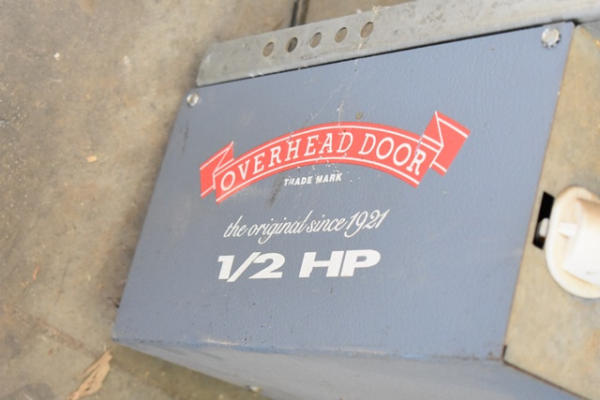 OVERHEAD DOOR
TRADE MARK
the original since 1921
1/2 HP